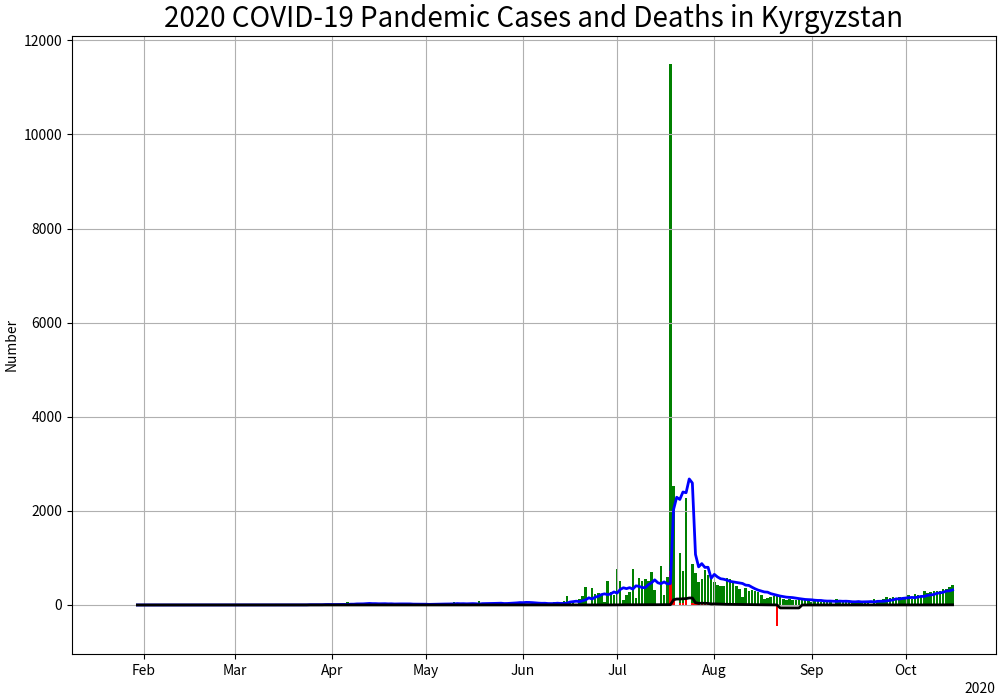 2020 COVID-19 Pandemic Cases and Deaths in Kyrgyzstan
12000
10000
8000
6000
4000
2000
0
Number
Feb Mar Apr May Jun Jul Aug Sep Oct
2020